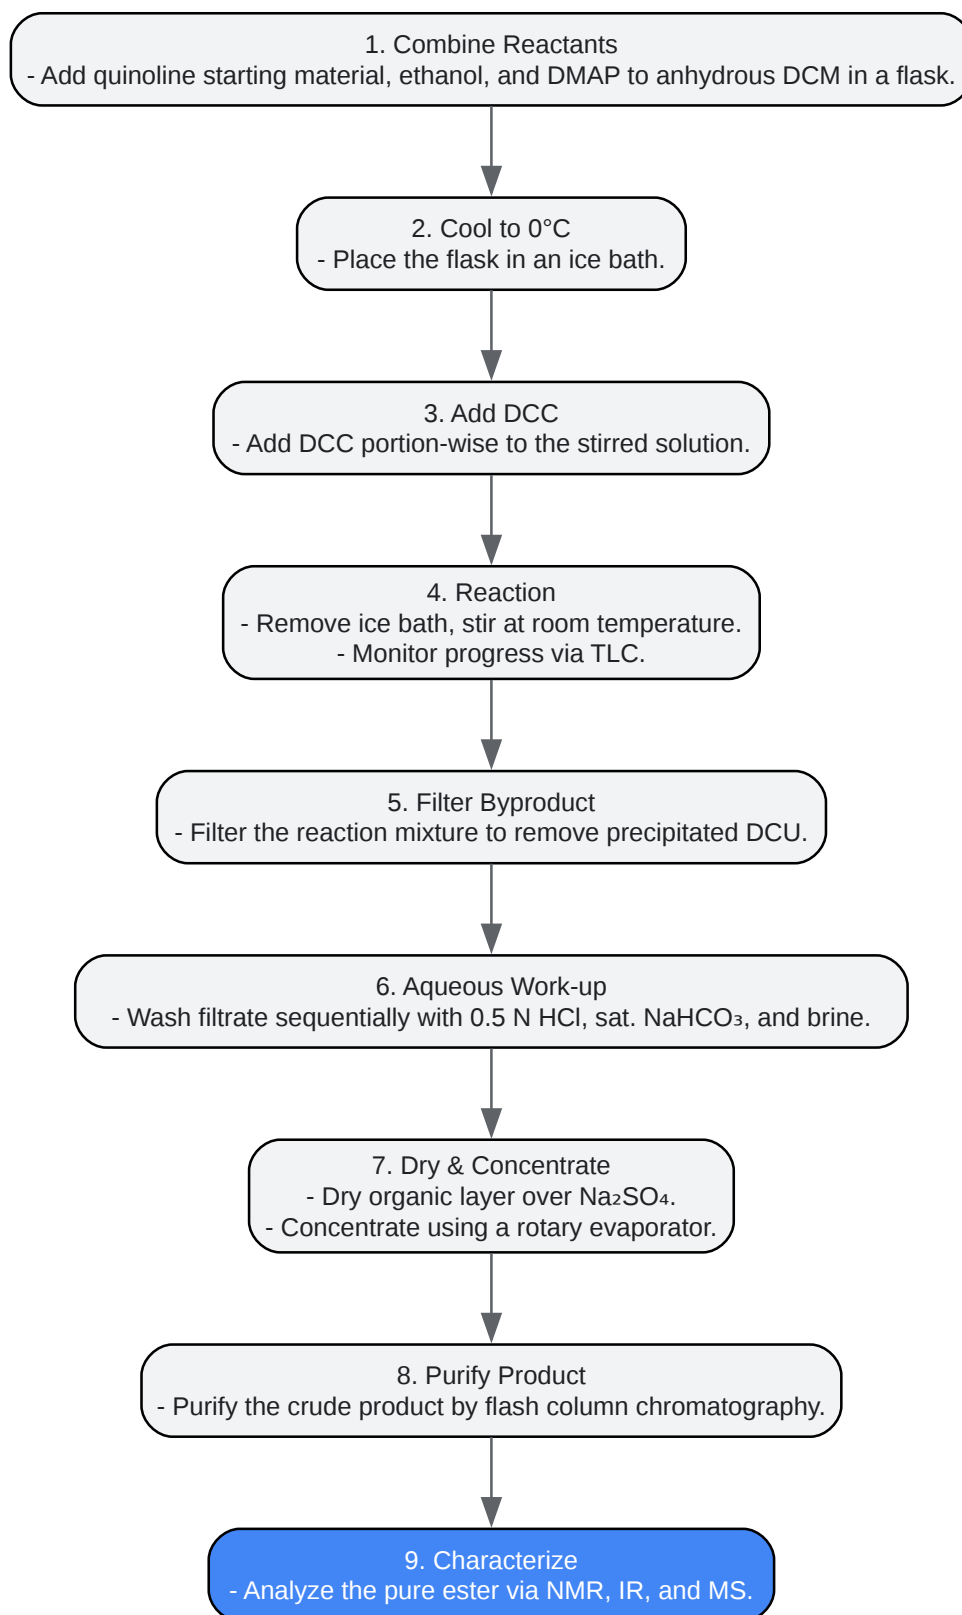 1. Combine Reactants
- Add quinoline starting material, ethanol, and DMAP to anhydrous DCM in a flask.
2. Cool to 0°C
- Place the flask in an ice bath.
3. Add DCC
- Add DCC portion-wise to the stirred solution.
4. Reaction
- Remove ice bath, stir at room temperature.
- Monitor progress via TLC.
5. Filter Byproduct
- Filter the reaction mixture to remove precipitated DCU.
6. Aqueous Work-up
- Wash filtrate sequentially with 0.5 N HCl, sat. NaHCO₃, and brine.
7. Dry & Concentrate
- Dry organic layer over Na₂SO₄.
- Concentrate using a rotary evaporator.
8. Purify Product
- Purify the crude product by flash column chromatography.
9. Characterize
- Analyze the pure ester via NMR, IR, and MS.